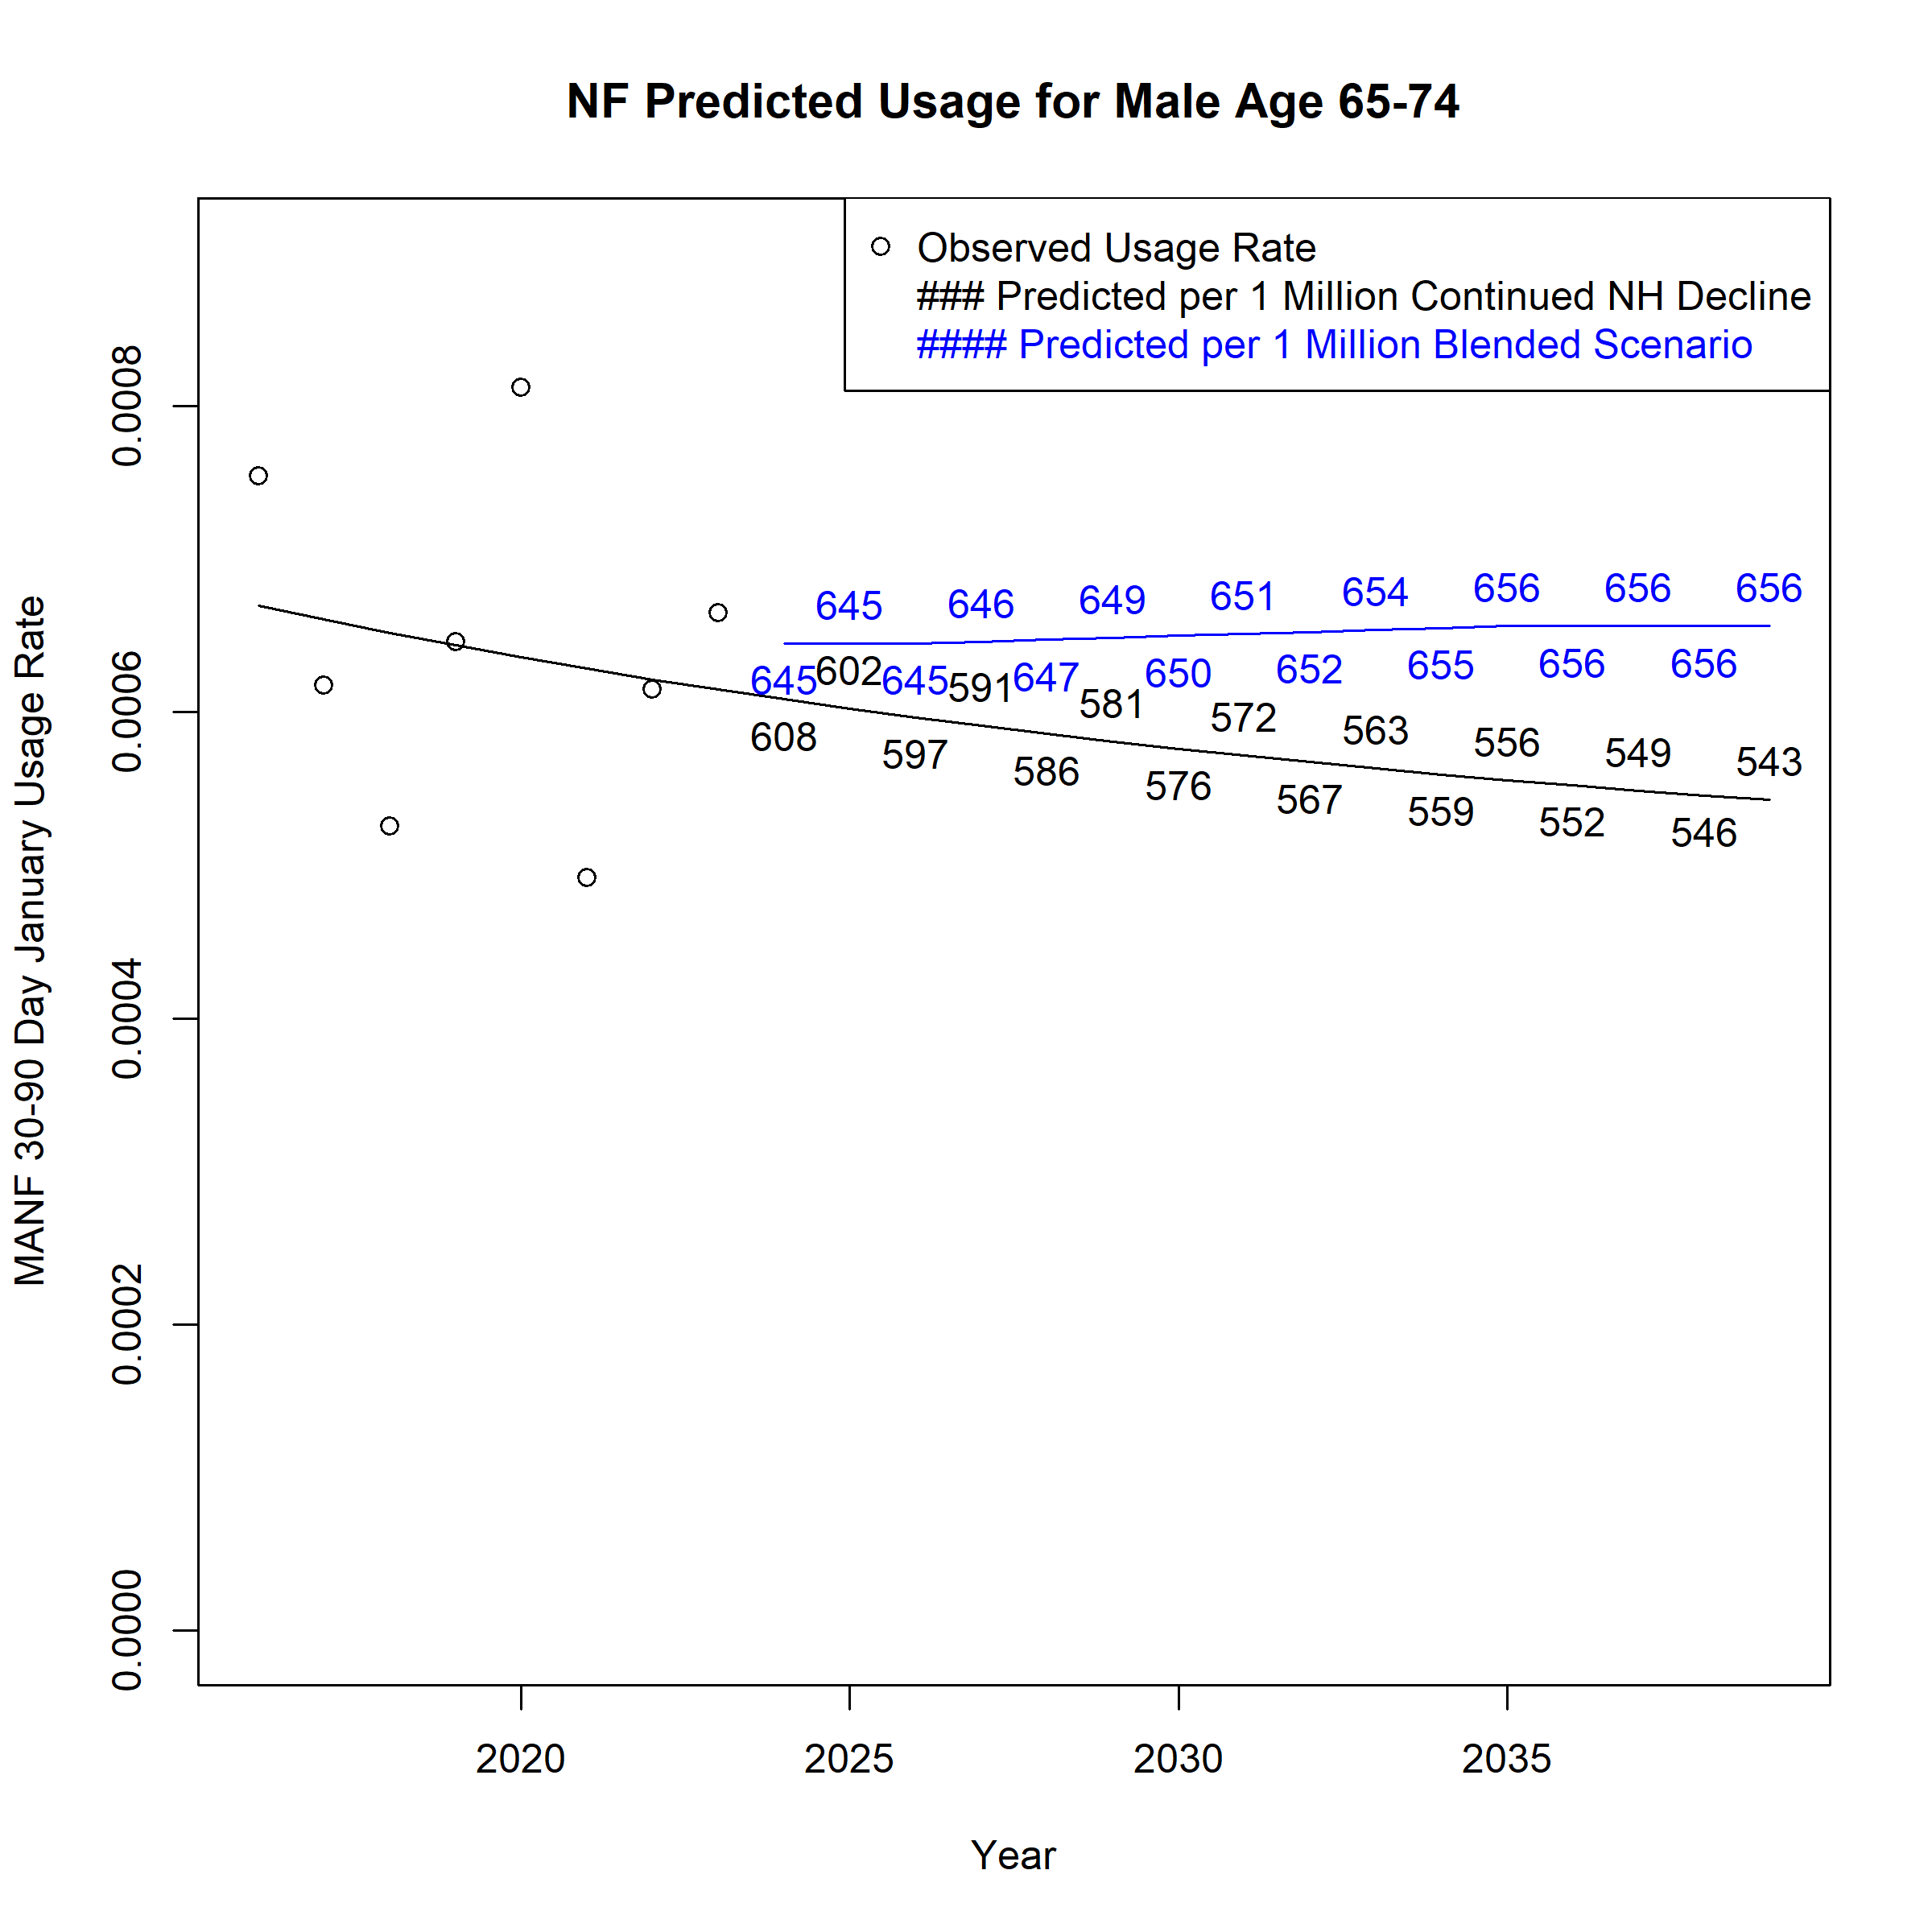 NF Predicted Usage for Male Age 65-74
Observed Usage Rate
### Predicted per 1 Million Continued NH Decline
#### Predicted per 1 Million Blended Scenario
MANF 30-90 Day January Usage Rate
0.0008
0.0006
0.0004
0.0002
0.0000
645 646 649 651 654 656 656 656
645 645 647 650 652 655 656 656
602 591 581 572 563 556 549 543
608 597 586 576 567 559 552 546
2020 2025 2030 2035
Year